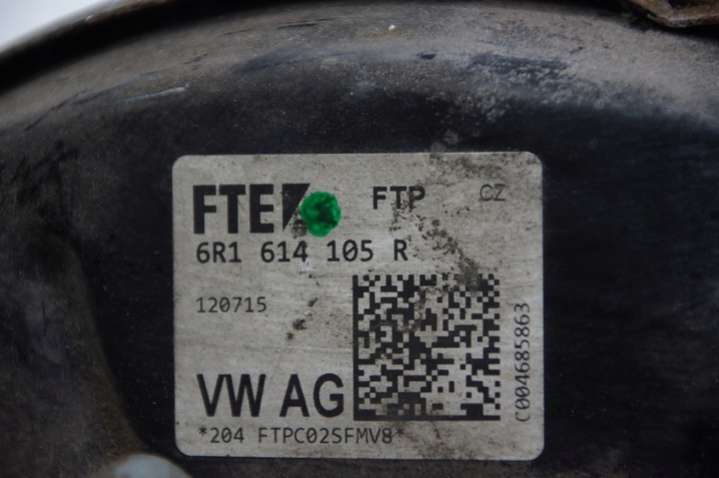 FTE FTP CZ
6R1 614 105 R
120715
VW AG
*204 FTPC02SFMV8*
C004685863